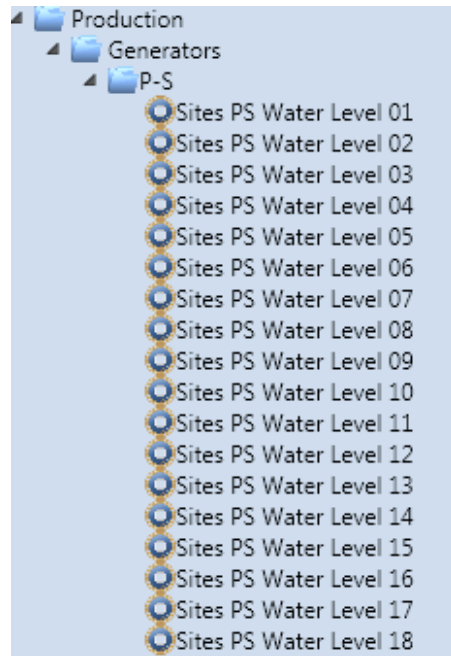 Production
Generators
P-S
Sites PS Water Level 01
Sites PS Water Level 02
Sites PS Water Level 03
Sites PS Water Level 04
Sites PS Water Level 05
Sites PS Water Level 06
Sites PS Water Level 07
Sites PS Water Level 08
Sites PS Water Level 09
Sites PS Water Level 10
Sites PS Water Level 11
Sites PS Water Level 12
Sites PS Water Level 13
Sites PS Water Level 14
Sites PS Water Level 15
Sites PS Water Level 16
Sites PS Water Level 17
Sites PS Water Level 18